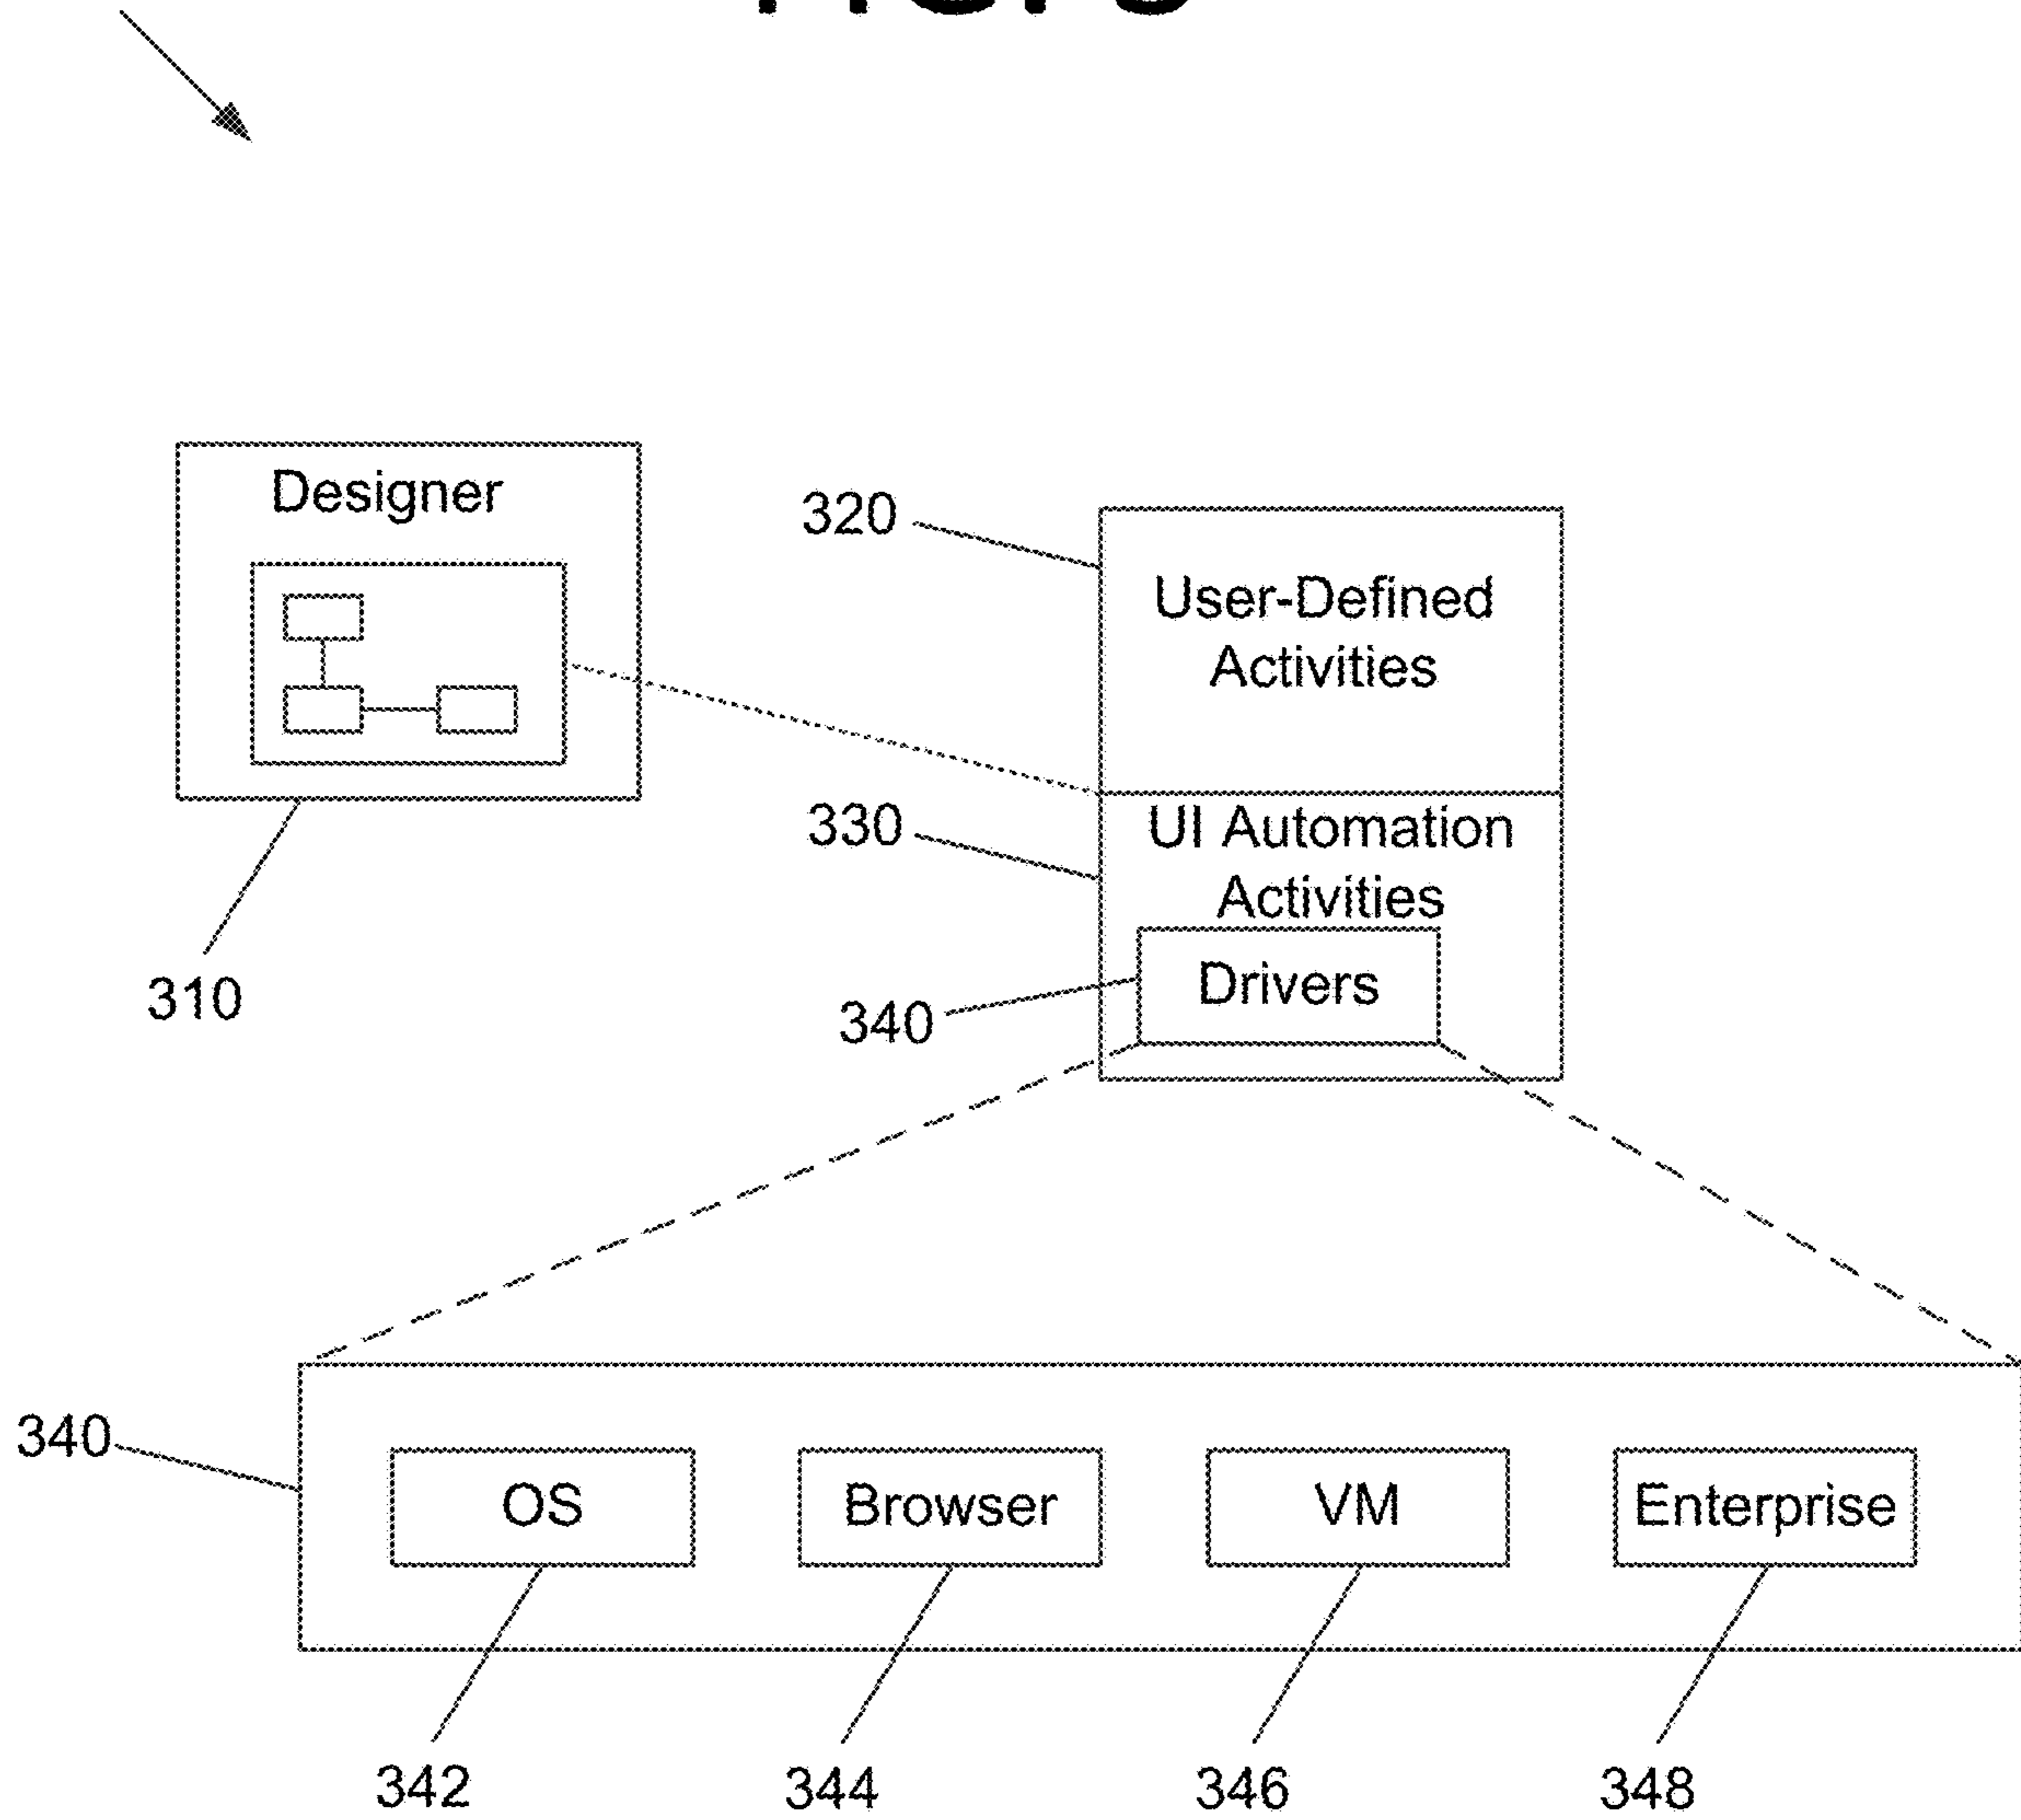 Designer
320
User-Defined
Activities
330
UI Automation
Activities
310
340
Drivers
340
OS
Browser
VM
Enterprise
342
344
346
348